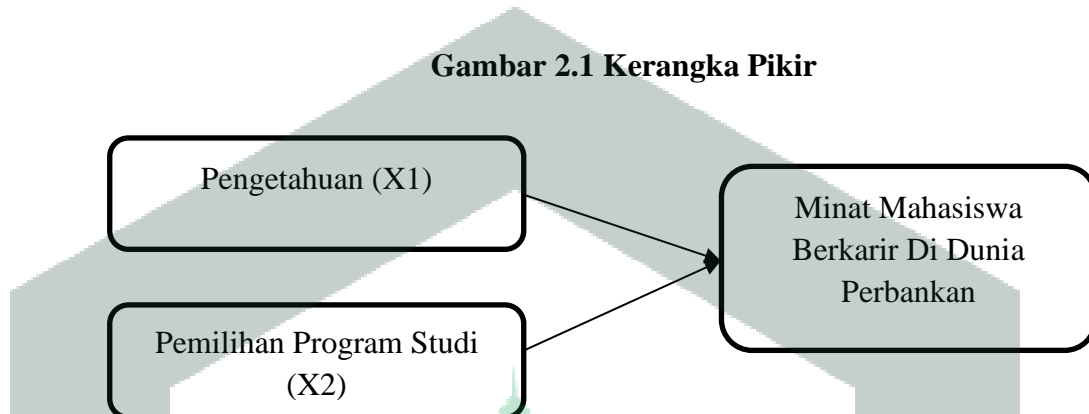 Gambar 2.1 Kerangka Pikir
Pengetahuan (X1)
Pemilihan Program Studi
(X2)
Minat Mahasiswa
Berkarir Di Dunia
Perbankan